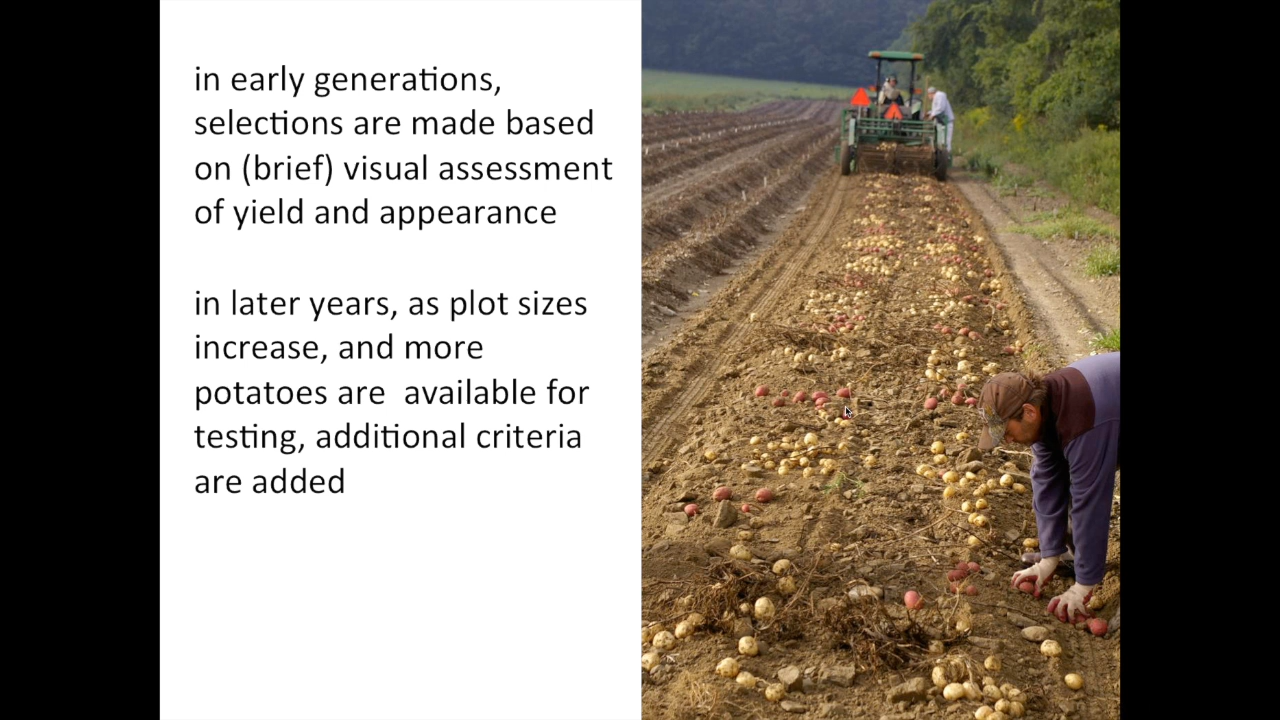 in early generations,
selections are made based
on (brief) visual assessment
of yield and appearance
in later years, as plot sizes
increase, and more
potatoes are  available for
testing, additional criteria
are added